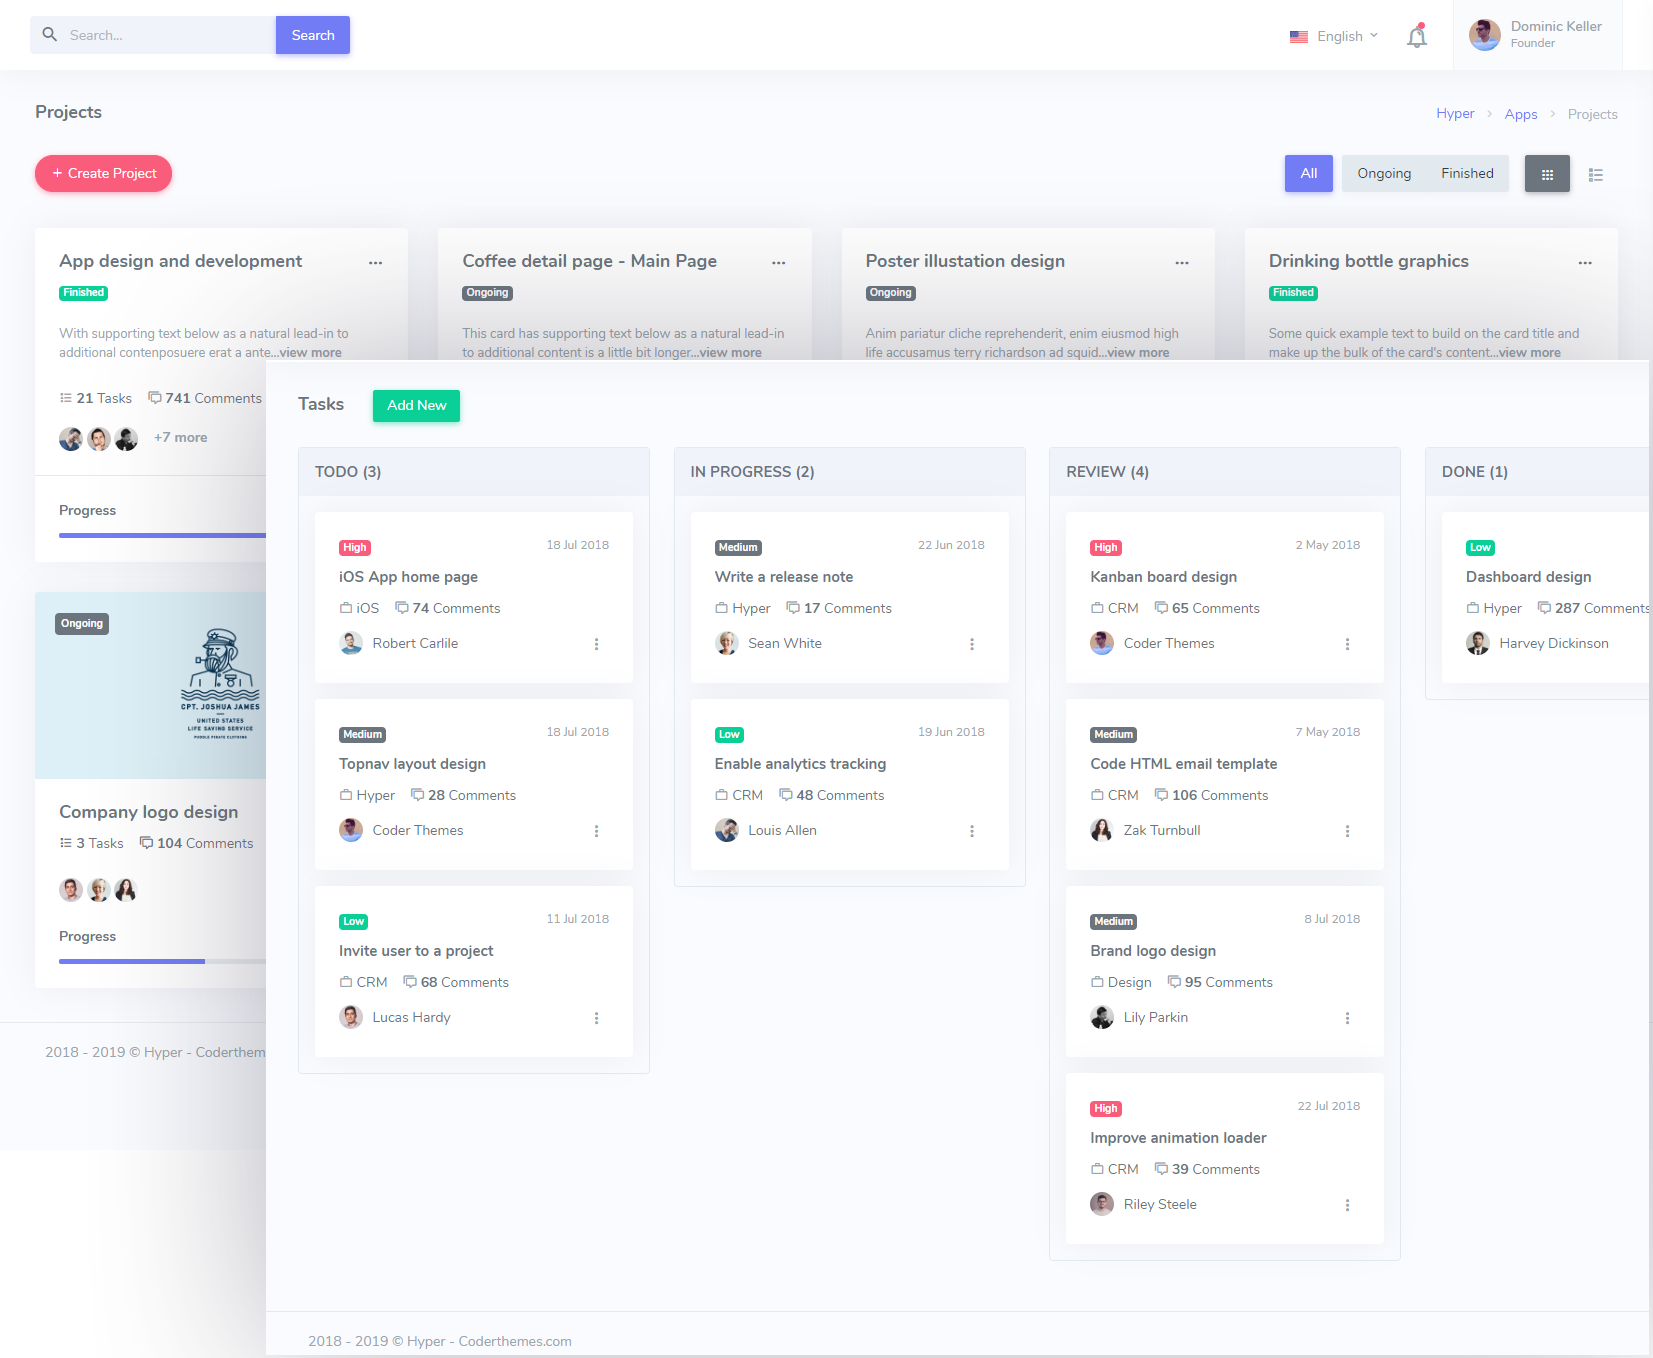 Search...
Search
English
Dominic Keller
Founder
Projects
Hyper > Apps > Projects
+ Create Project
All
Ongoing
Finished
App design and development
Finished
With supporting text below as a natural lead-in to
additional contenposuere erat a ante...view more
21 Tasks 741 Comments
+7 more
Progress
Coffee detail page - Main Page
Ongoing
This card has supporting text below as a natural lead-in
to additional content is a little bit longer...view more
Poster illustation design
Ongoing
Anim pariatur cliche reprehenderit, enim eiusmod high
life accusamus terry richardson ad squid...view more
Drinking bottle graphics
Finished
Some quick example text to build on the card title and
make up the bulk of the card's content...view more
Ongoing
CPT. JOSHUA JAMES
UNITED STATES
LIFE SAVING SERVICE
PUDDLE PIRATE CLOTHING
Company logo design
3 Tasks 104 Comments
Progress
2018 - 2019 © Hyper - Coderthem
Tasks
Add New
TODO (3)
High
18 Jul 2018
iOS App home page
iOS 74 Comments
Robert Carlile
Medium
18 Jul 2018
Topnav layout design
Hyper 28 Comments
Coder Themes
Low
11 Jul 2018
Invite user to a project
CRM 68 Comments
Lucas Hardy
IN PROGRESS (2)
Medium
22 Jun 2018
Write a release note
Hyper 17 Comments
Sean White
Low
19 Jun 2018
Enable analytics tracking
CRM 48 Comments
Louis Allen
REVIEW (4)
High
2 May 2018
Kanban board design
CRM 65 Comments
Coder Themes
Medium
7 May 2018
Code HTML email template
CRM 106 Comments
Zak Turnbull
Medium
8 Jul 2018
Brand logo design
Design 95 Comments
Lily Parkin
High
22 Jul 2018
Improve animation loader
CRM 39 Comments
Riley Steele
DONE (1)
Low
Dashboard design
Hyper 287 Comments
Harvey Dickinson
2018 - 2019 © Hyper - Coderthemes.com